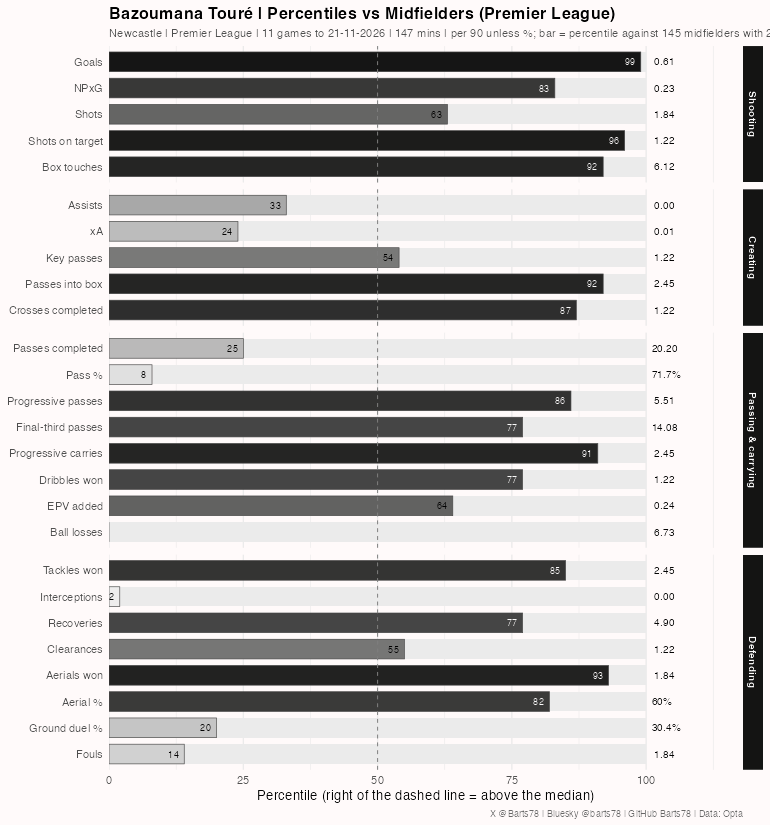 Bazoumana Touré | Percentiles vs Midfielders (Premier League)
Newcastle | Premier League | 11 games to 21-11-2026 | 147 mins | per 90 unless %; bar = percentile against 145 midfielders with 2
Goals 99 0.61
NPxG 83 0.23
Shots 63 1.84
Shots on target 96 1.22
Box touches 92 6.12
Shooting
Assists 33 0.00
xA 24 0.01
Key passes 54 1.22
Passes into box 92 2.45
Crosses completed 87 1.22
Creating
Passes completed 25 20.20
Pass % 8 71.7%
Progressive passes 86 5.51
Final-third passes 77 14.08
Progressive carries 91 2.45
Dribbles won 77 1.22
EPV added 64 0.24
Ball losses 6.73
Passing & carrying
Tackles won 85 2.45
Interceptions 2 0.00
Recoveries 77 4.90
Clearances 55 1.22
Aerials won 93 1.84
Aerial % 82 60%
Ground duel % 20 30.4%
Fouls 14 1.84
Defending
0 25 50 75 100
Percentile (right of the dashed line = above the median)
X @Barts78 | Bluesky @barts78 | GitHub Barts78 | Data: Opta